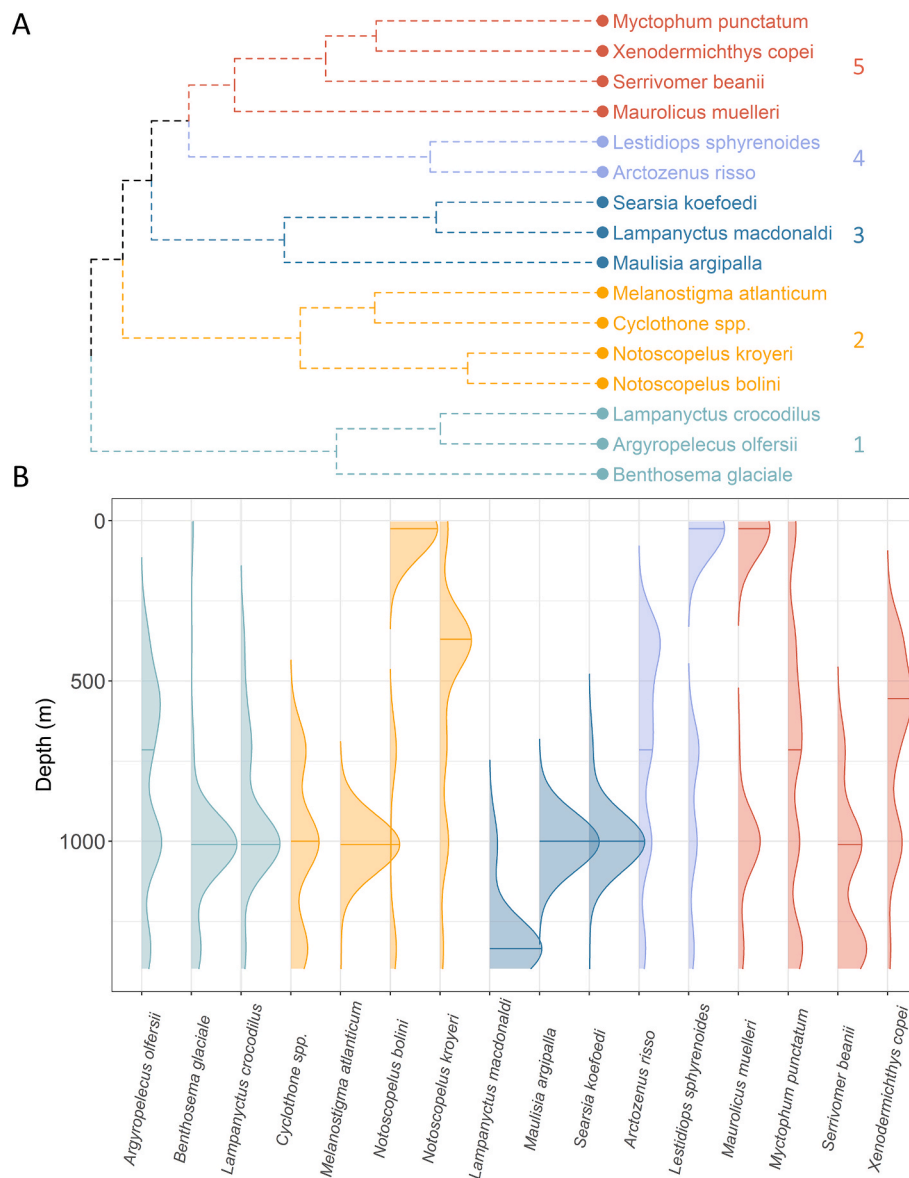 A
Myctophum punctatum
Xenodermichthys copei
Serrivomer beanii
5
Maurolicus muelleri
Lestidiops sphyrenoides
4
Arctozenus risso
Searsia koefoedi
Lampanyctus macdonaldi
3
Maulisia argipalla
Melanostigma atlanticum
Cyclothone spp.
2
Notoscopelus kroyeri
Notoscopelus bolini
Lampanyctus crocodilus
Argyropelecus olfersii
1
Benthosema glaciale
B
0
500
1000
Depth (m)
Argyropelecus olfersii
Benthosema glaciale
Lampanyctus crocodilus
Cyclothone spp.
Melanostigma atlanticum
Notoscopelus bolini
Notoscopelus kroyeri
Lampanyctus macdonaldi
Maulisia argipalla
Searsia koefoedi
Arctozenus risso
Lestidiops sphyrenoides
Maurolicus muelleri
Myctophum punctatum
Serrivomer beanii
Xenodermichthys copei